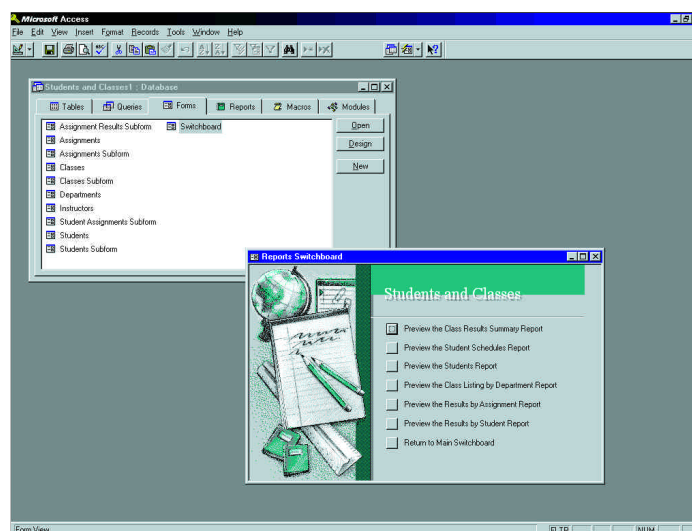 Microsoft Access
File Edit View Insert Format Records Tools Window Help
Students and Classes1 : Database
Tables Queries Forms Reports Macros Modules
Assignment Results Subform Switchboard Open
Assignments
Assignments Subform Design
Classes New
Classes Subform
Departments
Instructors
Student Assignments Subform
Students
Students Subform
Reports Switchboard
Students and Classes
Preview the Class Results Summary Report
Preview the Student Schedules Report
Preview the Students Report
Preview the Class Listing by Department Report
Preview the Results by Assignment Report
Preview the Results by Student Report
Return to Main Switchboard
Form View FLTR NUM